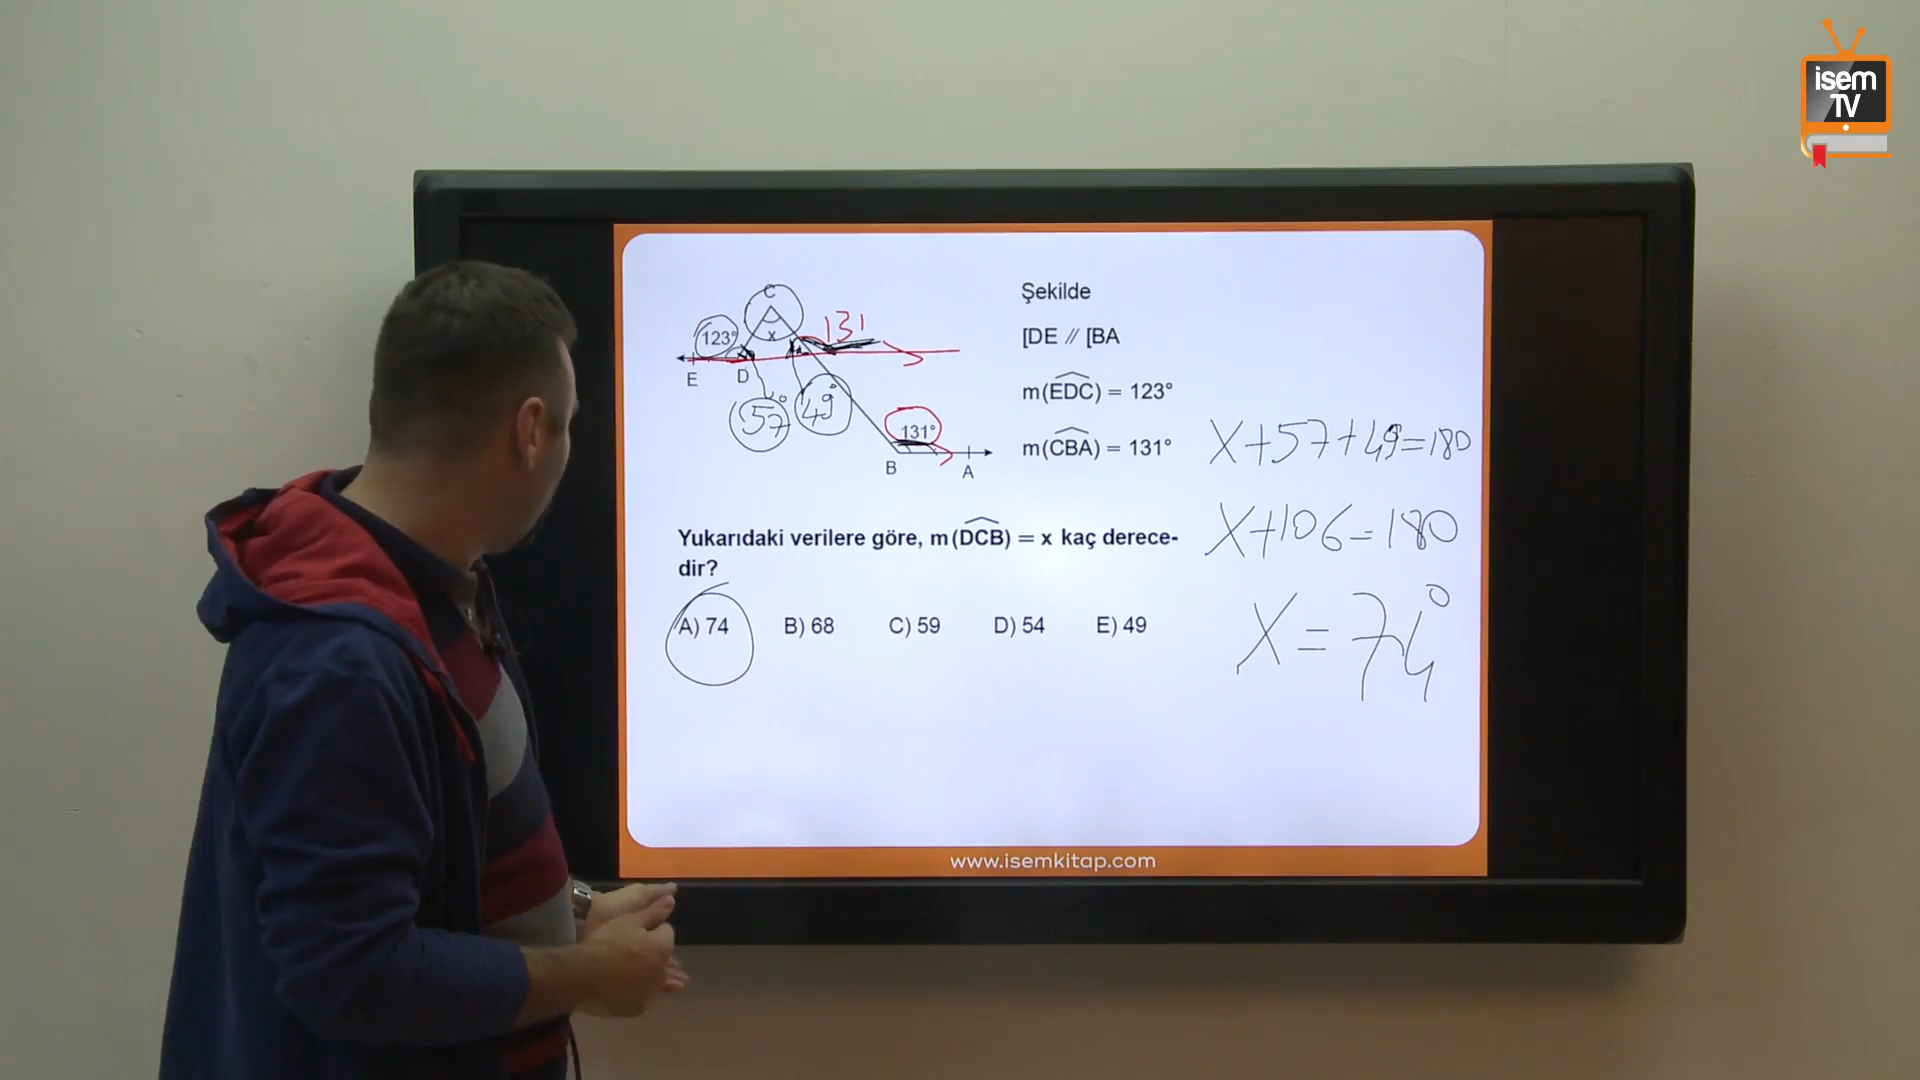 isem
TV
C
x
123°
131
E
D
57°
49°
131°
B
A
Şekilde
[DE // [BA
m(EDC) = 123°
m(CBA) = 131°
X+57+49=180
X+106=180
X=74°
Yukarıdaki verilere göre, m(DCB) = x kaç derece-
dir?
A) 74 B) 68 C) 59 D) 54 E) 49
www.isemkitap.com